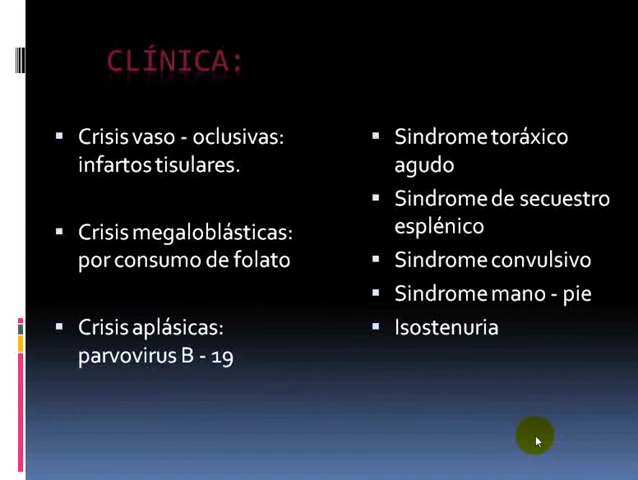 CLÍNICA:
Crisis vaso - oclusivas:
infartos tisulares.
Crisis megaloblásticas:
por consumo de folato
Crisis aplásicas:
parvovirus B - 19
Sindrome toráxico
agudo
Sindrome de secuestro
esplénico
Sindrome convulsivo
Sindrome mano - pie
Isostenuria